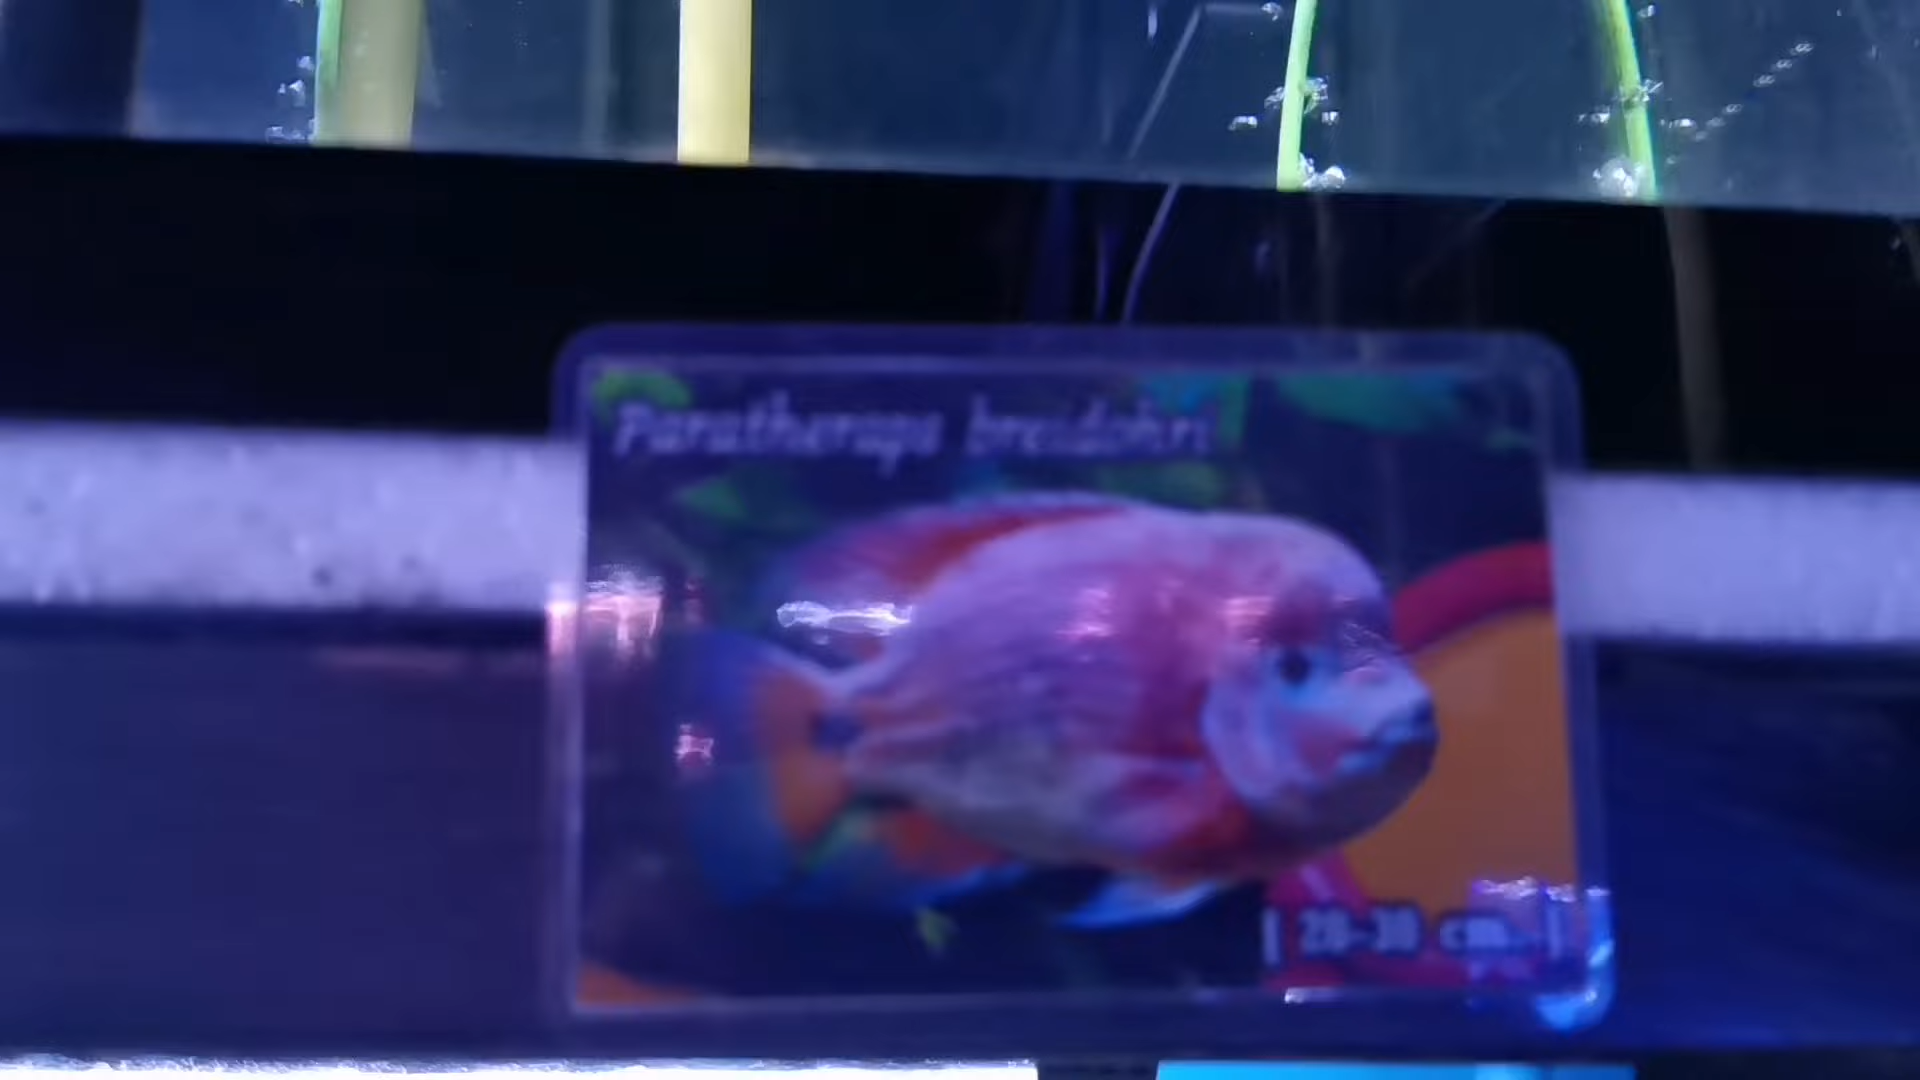 Paratheraps breidohri
| 20-30 cm. |